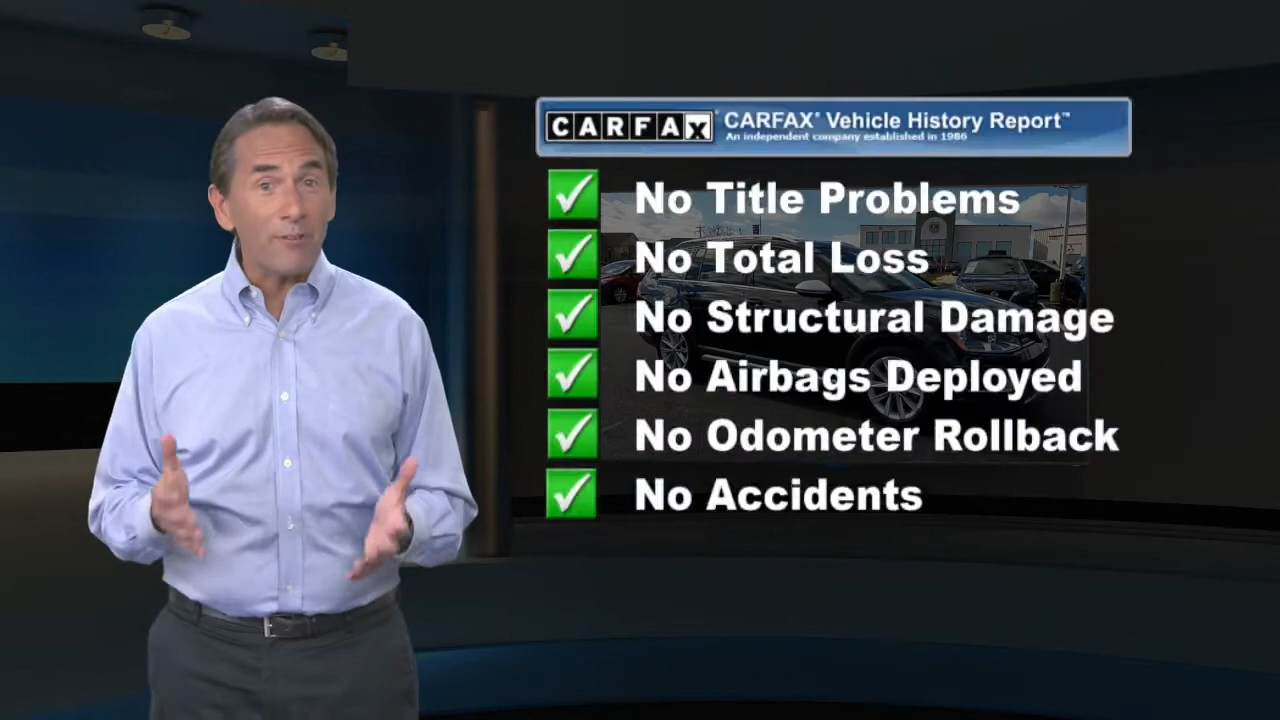 CARFAX® CARFAX® Vehicle History Report™
An independent company established in 1986
No Title Problems
No Total Loss
No Structural Damage
No Airbags Deployed
No Odometer Rollback
No Accidents